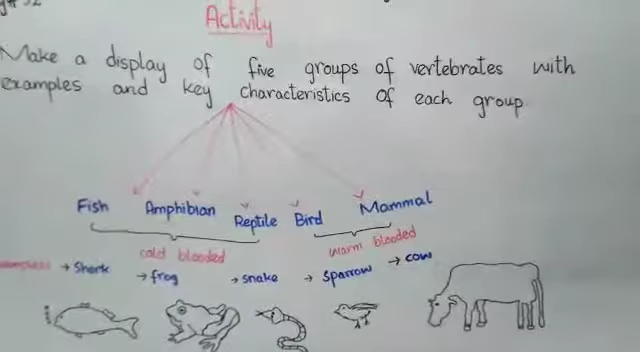 Activity
Make a display of five groups of vertebrates with
examples and key characteristics of each group
Fish Amphibian Reptile Bird Mammal
cold blooded warm blooded
→ Shark → frog → snake → sparrow → cow